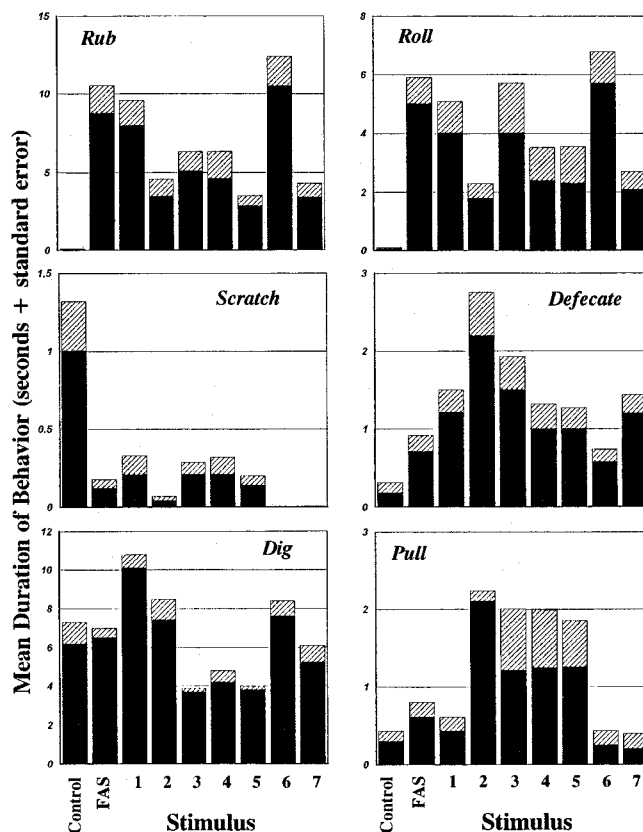 Mean Duration of Behavior (seconds + standard error)
Rub
15
10
5
0
Roll
8
6
4
2
0
Scratch
1.5
1
0.5
0
Defecate
3
2
1
0
Dig
12
10
8
6
4
2
0
Pull
3
2
1
0
Control FAS 1 2 3 4 5 6 7
Stimulus
Control FAS 1 2 3 4 5 6 7
Stimulus